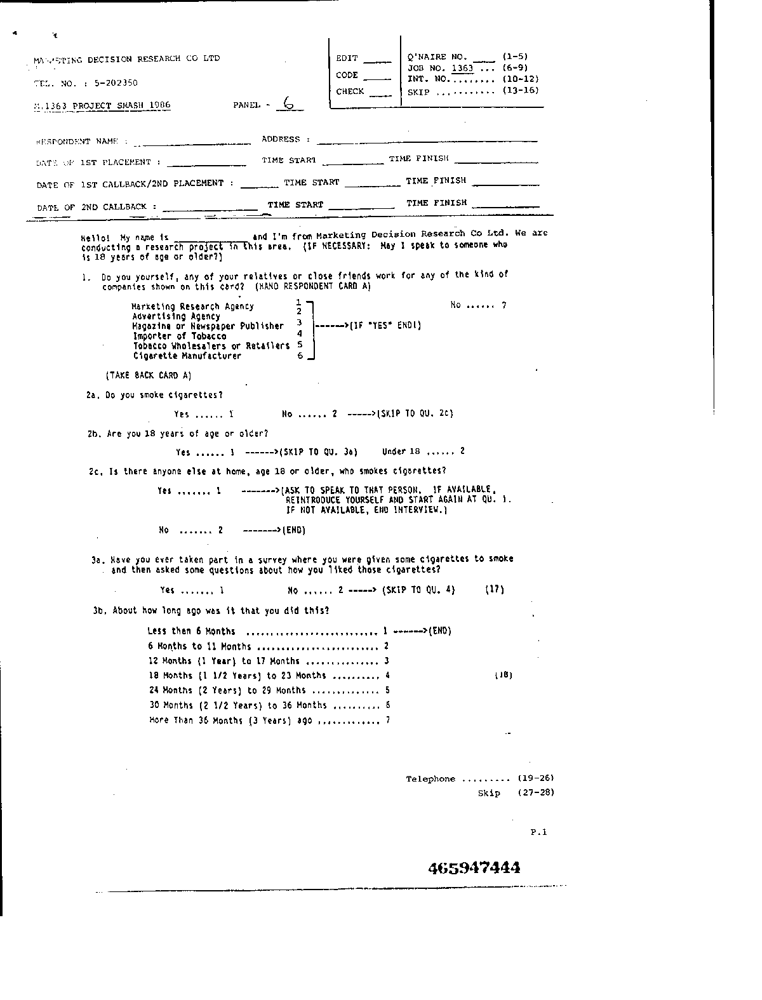 MARKETING DECISION RESEARCH CO LTD
TEL. NO. : 5-202350
M.1363 PROJECT SMASH 1986 PANEL - 6
EDIT
CODE
CHECK
Q'NAIRE NO. (1-5)
JOB NO. 1363 ... (6-9)
INT. NO......... (10-12)
SKIP ........... (13-16)
RESPONDENT NAME : ADDRESS :
DATE OF 1ST PLACEMENT : TIME START TIME FINISH
DATE OF 1ST CALLBACK/2ND PLACEMENT : TIME START TIME FINISH
DATE OF 2ND CALLBACK : TIME START TIME FINISH
Hello! My name is and I'm from Marketing Decision Research Co Ltd. We are
conducting a research project in this area. (IF NECESSARY: May I speak to someone who
is 18 years of age or older?)
1. Do you yourself, any of your relatives or close friends work for any of the kind of
companies shown on this card? (HAND RESPONDENT CARD A)
Marketing Research Agency 1 No ...... 7
Advertising Agency 2
Magazine or Newspaper Publisher 3 ------>(IF "YES" END!)
Importer of Tobacco 4
Tobacco Wholesalers or Retailers 5
Cigarette Manufacturer 6
(TAKE BACK CARD A)
2a. Do you smoke cigarettes?
Yes ...... 1 No ...... 2 ----->(SKIP TO QU. 2c)
2b. Are you 18 years of age or older?
Yes ...... 1 ------>(SKIP TO QU. 3a) Under 18 ...... 2
2c. Is there anyone else at home, age 18 or older, who smokes cigarettes?
Yes ....... 1 ------->(ASK TO SPEAK TO THAT PERSON. IF AVAILABLE,
REINTRODUCE YOURSELF AND START AGAIN AT QU. 1.
IF NOT AVAILABLE, END INTERVIEW.)
No ....... 2 ------->(END)
3a. Have you ever taken part in a survey where you were given some cigarettes to smoke
and then asked some questions about how you liked those cigarettes?
Yes ....... 1 No ...... 2 -----> (SKIP TO QU. 4) (17)
3b. About how long ago was it that you did this?
Less then 6 Months .......................... 1 ------>(END)
6 Months to 11 Months ........................ 2
12 Months (1 Year) to 17 Months ............... 3
18 Months (1 1/2 Years) to 23 Months .......... 4 (18)
24 Months (2 Years) to 29 Months .............. 5
30 Months (2 1/2 Years) to 36 Months .......... 6
More Than 36 Months (3 Years) ago ............. 7
Telephone ......... (19-26)
Skip (27-28)
P.1
465947444